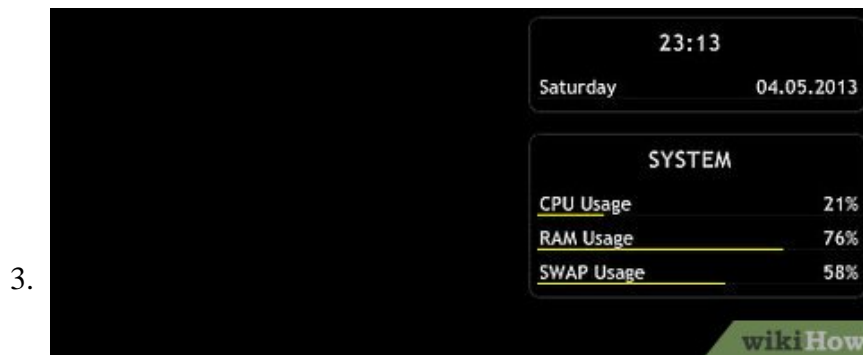 23:13
Saturday 04.05.2013
SYSTEM
CPU Usage 21%
RAM Usage 76%
3. SWAP Usage 58%
wikiHow